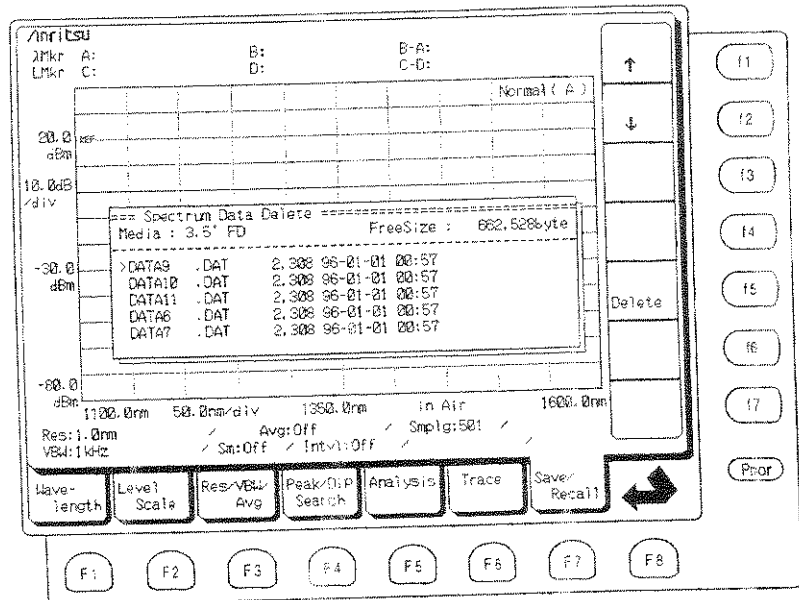 Anritsu
λMkr A: B: B-A:
LMkr C: D: C-D:
Normal ( A )
20.0 REF
dBm
10.0dB
/div
-30.0
dBm
-80.0
dBm
=== Spectrum Data Delete ===
Media : 3.5" FD FreeSize : 662,528byte
>DATA9 .DAT 2,308 96-01-01 00:57
DATA10 .DAT 2,308 96-01-01 00:57
DATA11 .DAT 2,308 96-01-01 00:57
DATA6 .DAT 2,308 96-01-01 00:57
DATA7 .DAT 2,308 96-01-01 00:57
1100.0nm 50.0nm/div 1350.0nm in Air 1600.0nm
Res:1.0nm / Avg:Off / Smplg:501 /
VBW:1kHz / Sm:Off / Intvl:Off /
↑
↓
Delete
f1
f2
f3
f4
f5
f6
f7
Prior
Wave-
length
Level
Scale
Res/VBW/
Avg
Peak/Dip
Search
Analysis
Trace
Save/
Recall
F1 F2 F3 F4 F5 F6 F7 F8